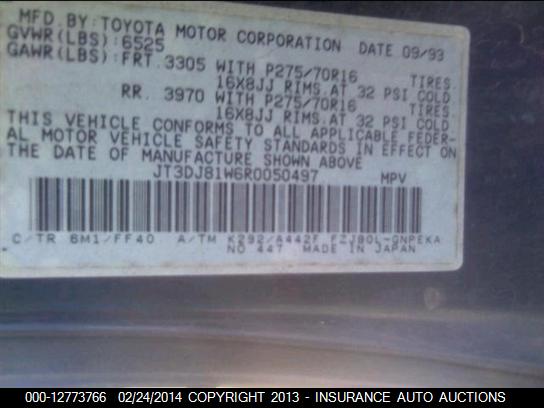 MFD. BY: TOYOTA MOTOR CORPORATION DATE 09/93
GVWR(LBS):6525
GAWR(LBS):FRT. 3305 WITH P275/70R16 TIRES.
16X8JJ RIMS.AT 32 PSI COLD
RR. 3970 WITH P275/70R16 TIRES
16X8JJ RIMS.AT 32 PSI COLD
THIS VEHICLE CONFORMS TO ALL APPLICABLE FEDER-
AL MOTOR VEHICLE SAFETY STANDARDS IN EFFECT ON
THE DATE OF MANUFACTURE SHOWN ABOVE
JT3DJ81W6R0050497 MPV
C/TR 6M1/FF40 A/TM K292/A442F FZJ80L-GNPEKA
NO 447 MADE IN JAPAN
000-12773766 02/24/2014 COPYRIGHT 2013 - INSURANCE AUTO AUCTIONS